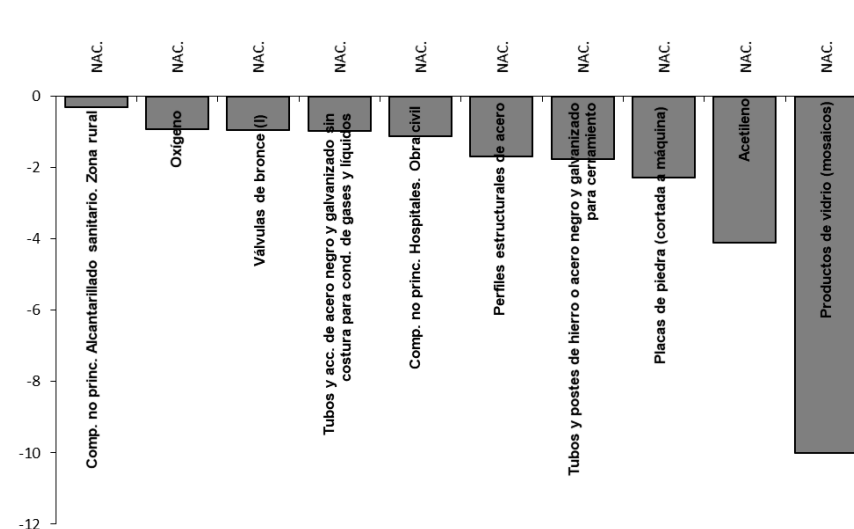 NAC.
NAC.
NAC.
NAC.
NAC.
NAC.
NAC.
NAC.
NAC.
NAC.
0
-2
-4
-6
-8
-10
-12
Comp. no princ. Alcantarillado sanitario. Zona rural
Oxígeno
Válvulas de bronce (I)
Tubos y acc. de acero negro y galvanizado sin
costura para cond. de gases y líquidos
Comp. no princ. Hospitales. Obra civil
Perfiles estructurales de acero
Tubos y postes de hierro o acero negro y galvanizado
para cerramiento
Placas de piedra (cortada a máquina)
Acetileno
Productos de vidrio (mosaicos)